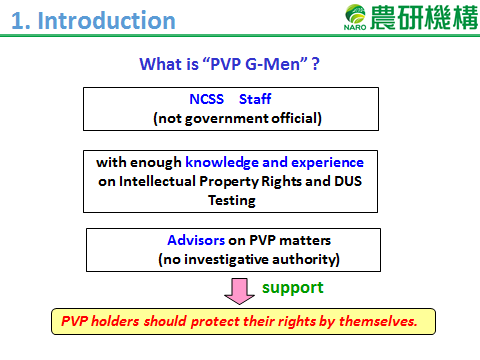 1. Introduction
NARO 農研機構
What is “PVP G-Men” ?
NCSS Staff
(not government official)
with enough knowledge and experience
on Intellectual Property Rights and DUS
Testing
Advisors on PVP matters
(no investigative authority)
support
PVP holders should protect their rights by themselves.